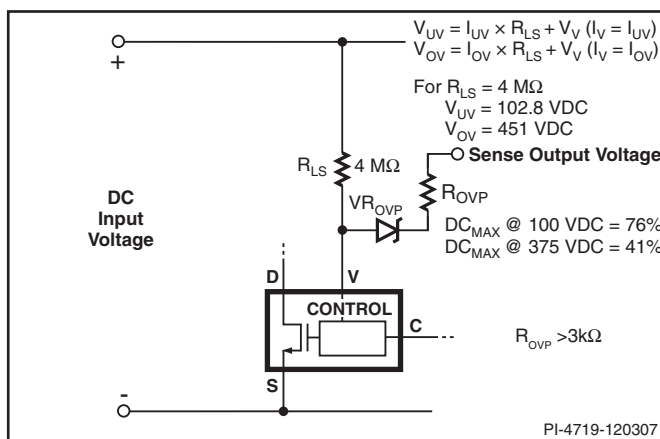 V_UV = I_UV × R_LS + V_V (I_V = I_UV)
V_OV = I_OV × R_LS + V_V (I_V = I_OV)
For R_LS = 4 MΩ
V_UV = 102.8 VDC
V_OV = 451 VDC
Sense Output Voltage
+
R_LS
4 MΩ
R_OVP
VR_OVP
DC
Input
Voltage
DC_MAX @ 100 VDC = 76%
DC_MAX @ 375 VDC = 41%
D
V
CONTROL
C
R_OVP >3kΩ
S
-
PI-4719-120307